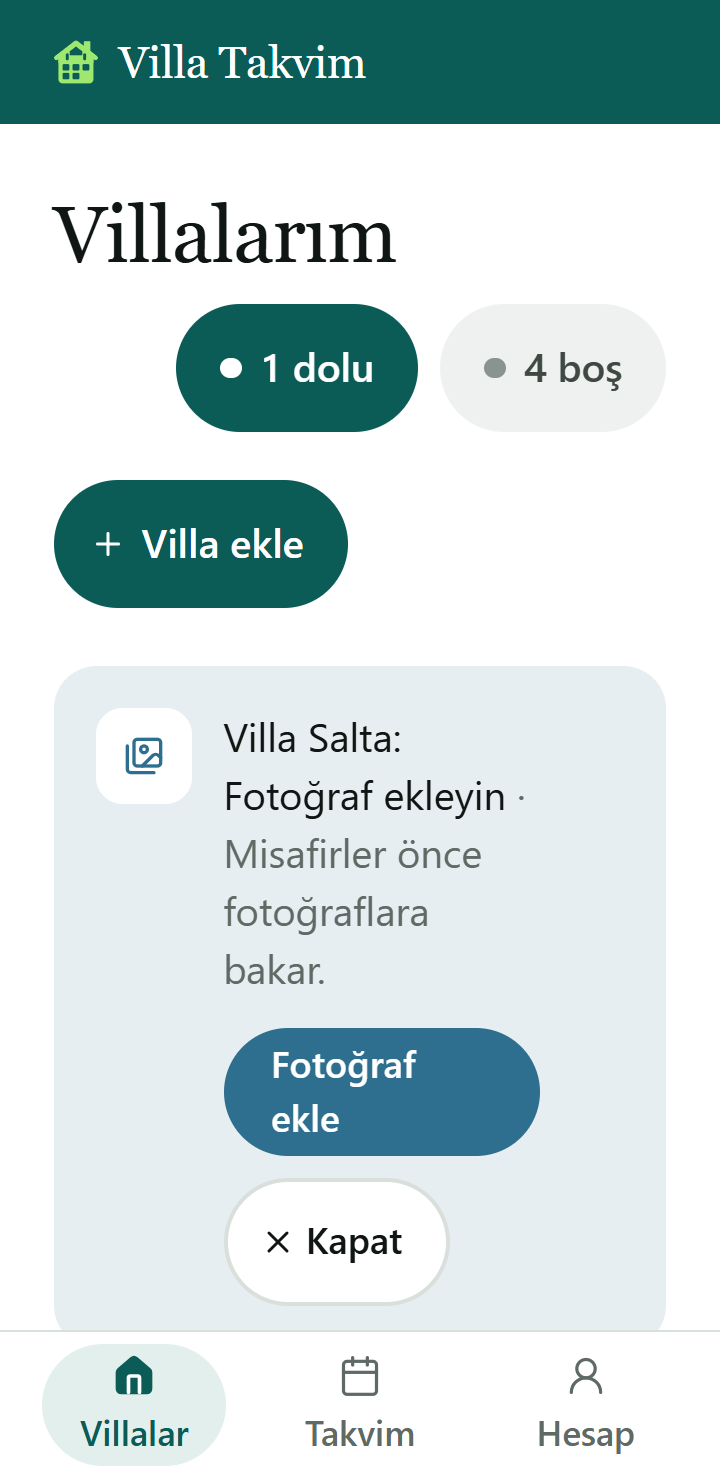 Villa Takvim
Villalarım
1 dolu
4 boş
+ Villa ekle
Villa Salta:
Fotoğraf ekleyin ·
Misafirler önce
fotoğraflara
bakar.
Fotoğraf
ekle
Kapat
Villalar
Takvim
Hesap